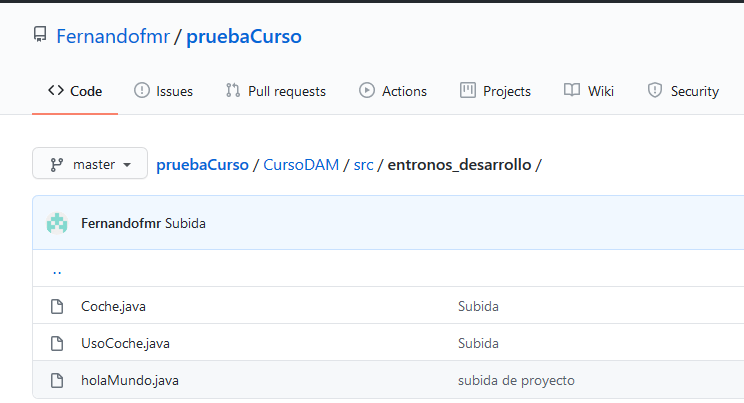 Fernandofmr / pruebaCurso
Code Issues Pull requests Actions Projects Wiki Security
master pruebaCurso / CursoDAM / src / entronos_desarrollo /
Fernandofmr Subida
..
Coche.java Subida
UsoCoche.java Subida
holaMundo.java subida de proyecto